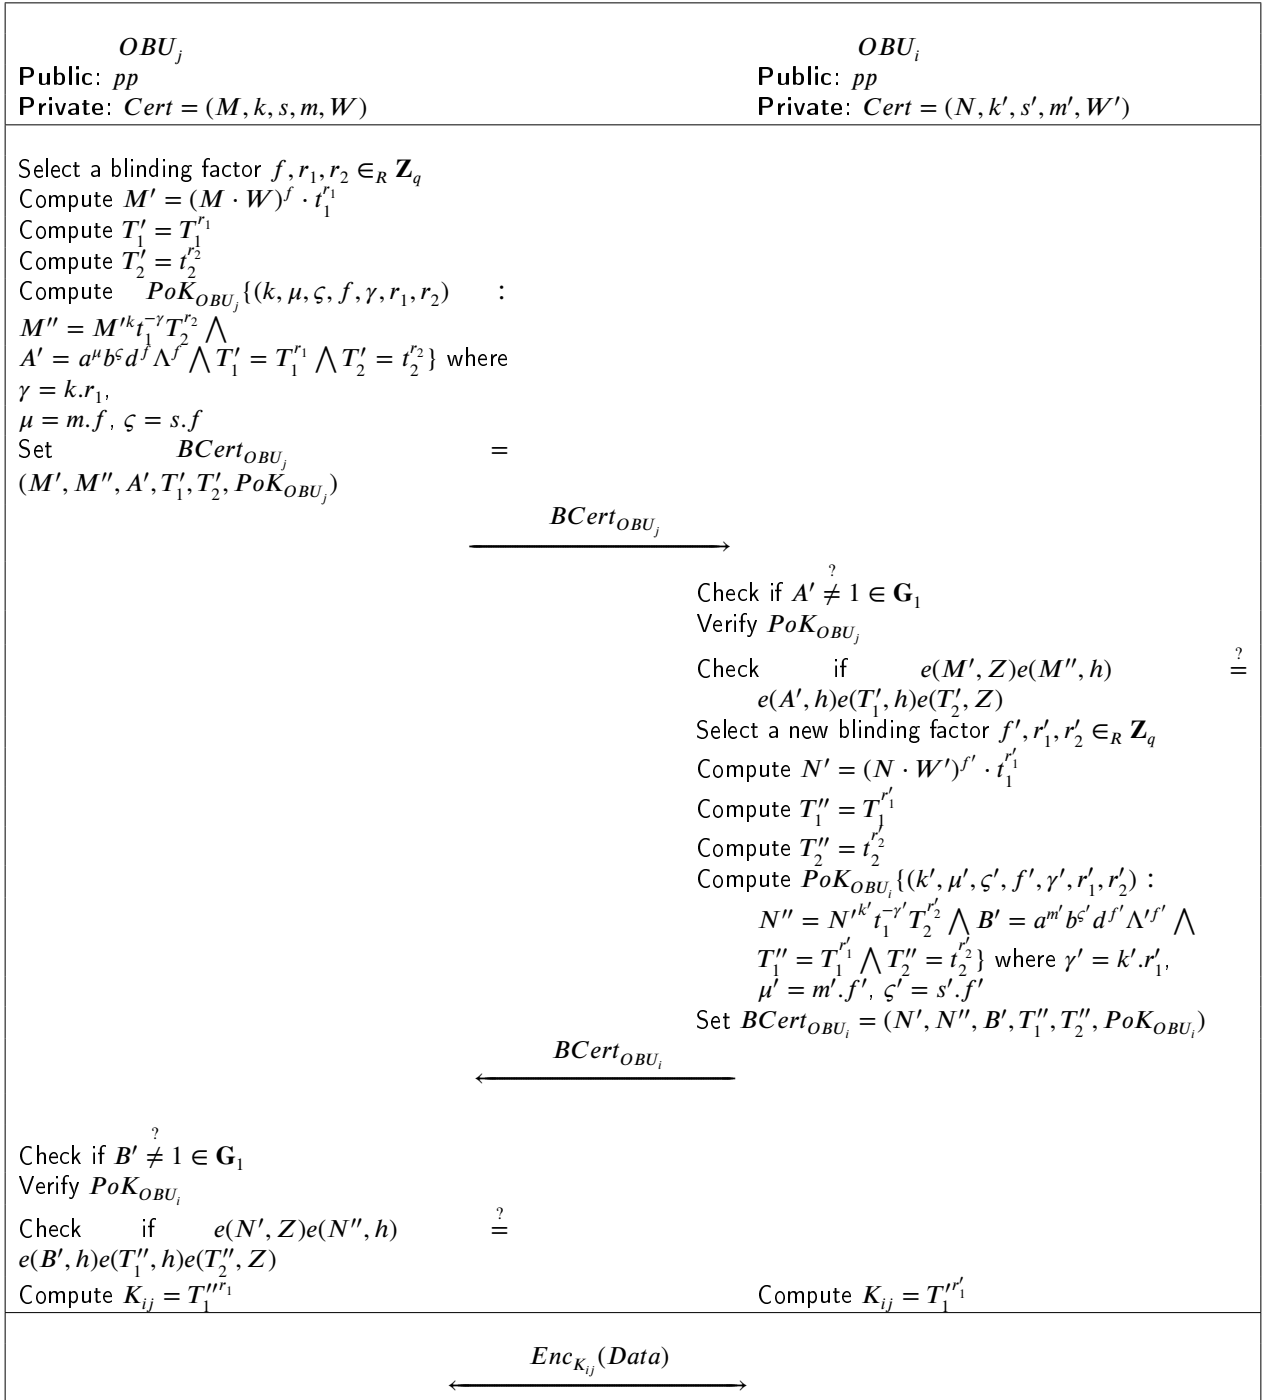 OBU_j OBU_i
Public: pp Public: pp
Private: Cert = (M, k, s, m, W) Private: Cert = (N, k′, s′, m′, W′)
Select a blinding factor f, r_1, r_2 ∈_R Z_q
Compute M′ = (M · W)^f · t_1^{r_1}
Compute T′_1 = T_1^{r_1}
Compute T′_2 = t_2^{r_2}
Compute PoK_{OBU_j}{(k, μ, ς, f, γ, r_1, r_2) :
M″ = M′^k t_1^{−γ} T_2^{r_2} ⋀
A′ = a^μ b^ς d^f Λ^f ⋀ T′_1 = T_1^{r_1} ⋀ T′_2 = t_2^{r_2}} where
γ = k.r_1,
μ = m.f, ς = s.f
Set BCert_{OBU_j} =
(M′, M″, A′, T′_1, T′_2, PoK_{OBU_j})
BCert_{OBU_j}
Check if A′ ≠^? 1 ∈ G_1
Verify PoK_{OBU_j}
Check if e(M′, Z)e(M″, h) =^?
e(A′, h)e(T′_1, h)e(T′_2, Z)
Select a new blinding factor f′, r′_1, r′_2 ∈_R Z_q
Compute N′ = (N · W′)^{f′} · t_1^{r′_1}
Compute T″_1 = T_1^{r′_1}
Compute T″_2 = t_2^{r′_2}
Compute PoK_{OBU_i}{(k′, μ′, ς′, f′, γ′, r′_1, r′_2) :
N″ = N′^{k′} t_1^{−γ′} T_2^{r′_2} ⋀ B′ = a^{m′} b^{ς′} d^{f′} Λ′^{f′} ⋀
T″_1 = T_1^{r′_1} ⋀ T″_2 = t_2^{r′_2}} where γ′ = k′.r′_1,
μ′ = m′.f′, ς′ = s′.f′
Set BCert_{OBU_i} = (N′, N″, B′, T″_1, T″_2, PoK_{OBU_i})
BCert_{OBU_i}
Check if B′ ≠^? 1 ∈ G_1
Verify PoK_{OBU_i}
Check if e(N′, Z)e(N″, h) =^?
e(B′, h)e(T″_1, h)e(T″_2, Z)
Compute K_{ij} = T″_1^{r_1} Compute K_{ij} = T′_1^{r′_1}
Enc_{K_{ij}}(Data)